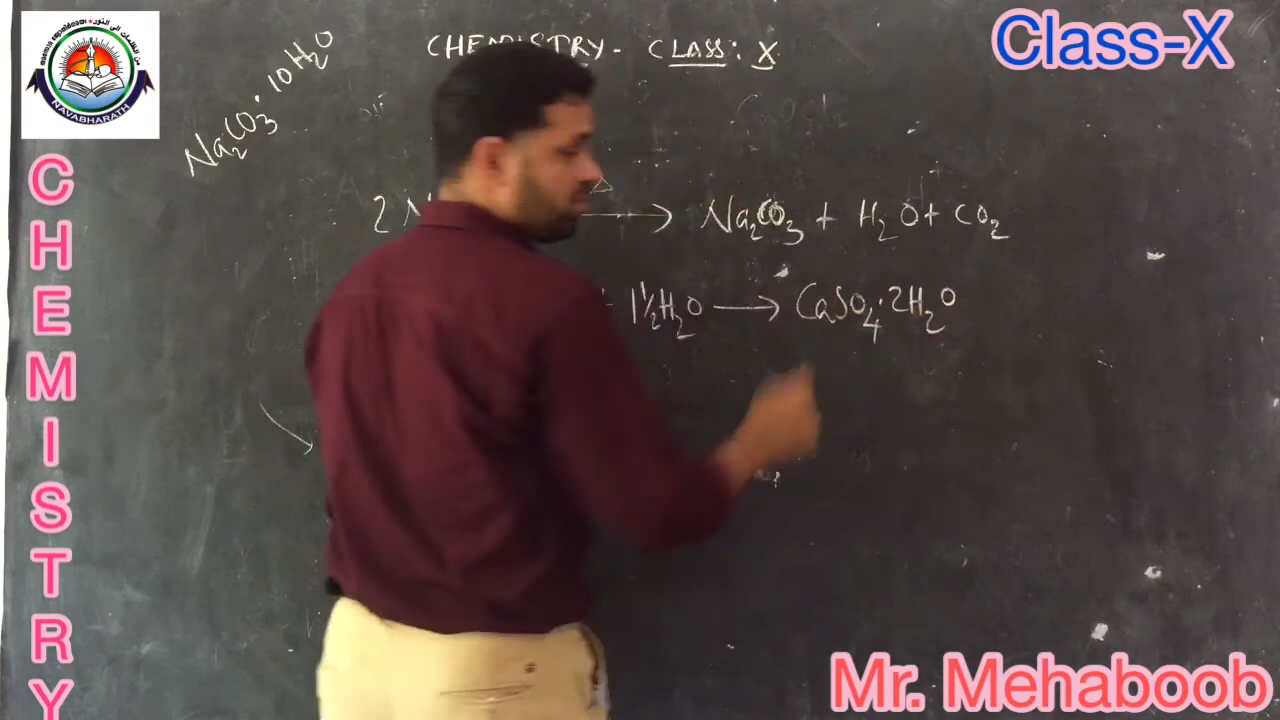 CHEMISTRY - CLASS: X
Class-X
Na₂CO₃·10H₂O
NAVABHARATH
CHEMISTRY
2 N
△
→ Na₂CO₃ + H₂O + CO₂
1½H₂O → CaSO₄·2H₂O
Mr. Mehaboob